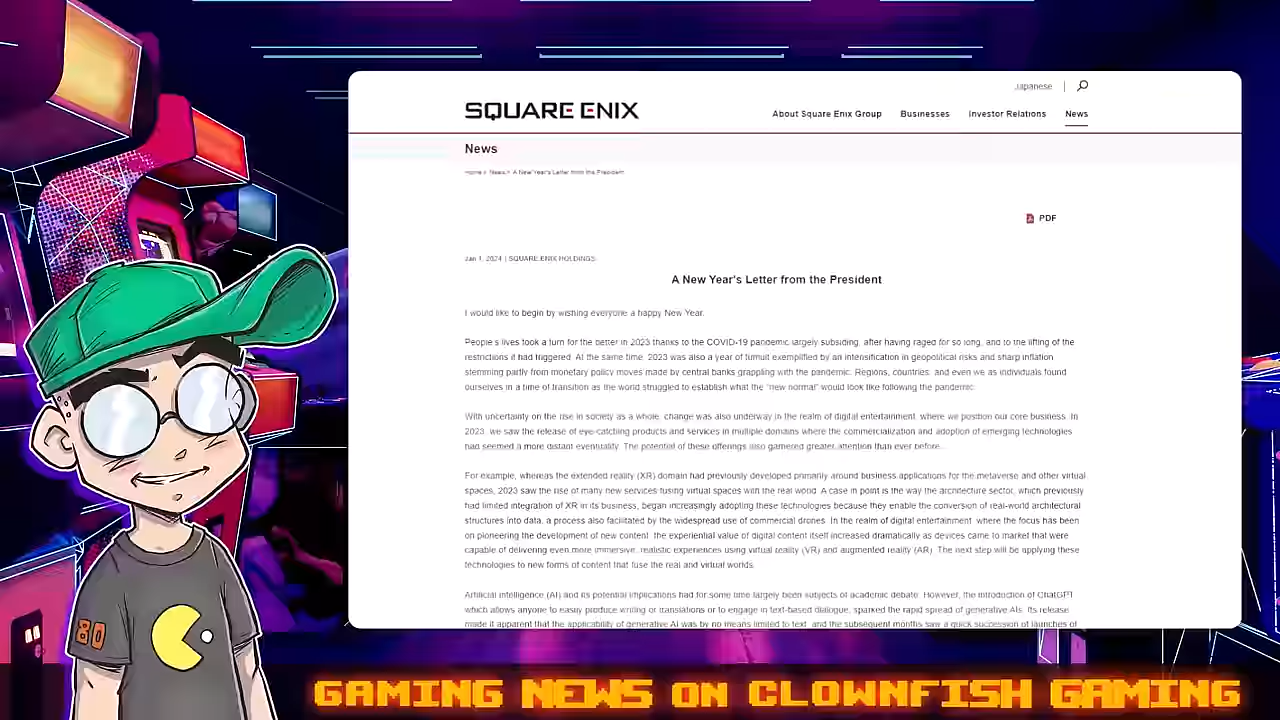 Japanese
SQUARE ENIX
About Square Enix Group Businesses Investor Relations News
News
Home > News > A New Year's Letter from the President
PDF
Jan 1, 2024 | SQUARE ENIX HOLDINGS
A New Year's Letter from the President
I would like to begin by wishing everyone a happy New Year.
People's lives took a turn for the better in 2023 thanks to the COVID-19 pandemic largely subsiding, after having raged for so long, and to the lifting of the
restrictions it had triggered. At the same time, 2023 was also a year of tumult exemplified by an intensification in geopolitical risks and sharp inflation
stemming partly from monetary policy moves made by central banks grappling with the pandemic. Regions, countries, and even we as individuals found
ourselves in a time of transition as the world struggled to establish what the "new normal" would look like following the pandemic.
With uncertainty on the rise in society as a whole, change was also underway in the realm of digital entertainment, where we position our core business. In
2023, we saw the release of eye-catching products and services in multiple domains where the commercialization and adoption of emerging technologies
had seemed a more distant eventuality. The potential of these offerings also garnered greater attention than ever before.
For example, whereas the extended reality (XR) domain had previously developed primarily around business applications for the metaverse and other virtual
spaces, 2023 saw the rise of many new services fusing virtual spaces with the real world. A case in point is the way the architecture sector, which previously
had limited integration of XR in its business, began increasingly adopting these technologies because they enable the conversion of real-world architectural
structures into data, a process also facilitated by the widespread use of commercial drones. In the realm of digital entertainment, where the focus has been
on pioneering the development of new content, the experiential value of digital content itself increased dramatically as devices came to market that were
capable of delivering even more immersive, realistic experiences using virtual reality (VR) and augmented reality (AR). The next step will be applying these
technologies to new forms of content that fuse the real and virtual worlds.
Artificial intelligence (AI) and its potential implications had for some time largely been subjects of academic debate. However, the introduction of ChatGPT,
which allows anyone to easily produce writing or translations or to engage in text-based dialogue, sparked the rapid spread of generative AIs. Its release
made it apparent that the applicability of generative AI was by no means limited to text, and the subsequent months saw a quick succession of launches of
80
GAMING NEWS ON CLOWNFISH GAMING